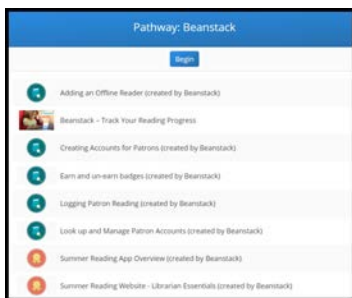 Pathway: Beanstack
Begin
Adding an Offline Reader (created by Beanstack)
Beanstack – Track Your Reading Progress
Creating Accounts for Patrons (created by Beanstack)
Earn and un-earn badges (created by Beanstack)
Logging Patron Reading (created by Beanstack)
Look up and Manage Patron Accounts (created by Beanstack)
Summer Reading App Overview (created by Beanstack)
Summer Reading Website - Librarian Essentials (created by Beanstack)